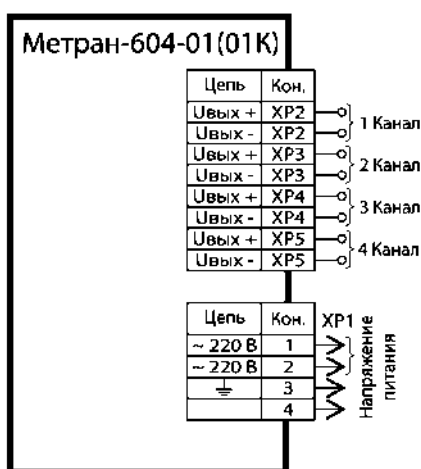 Метран-604-01(01К)
Цепь Кон.
Uвых + XP2
Uвых - XP2
1 Канал
Uвых + XP3
Uвых - XP3
2 Канал
Uвых + XP4
Uвых - XP4
3 Канал
Uвых + XP5
Uвых - XP5
4 Канал
Цепь Кон. XP1
~ 220 В 1
~ 220 В 2
3
4
Напряжение
питания